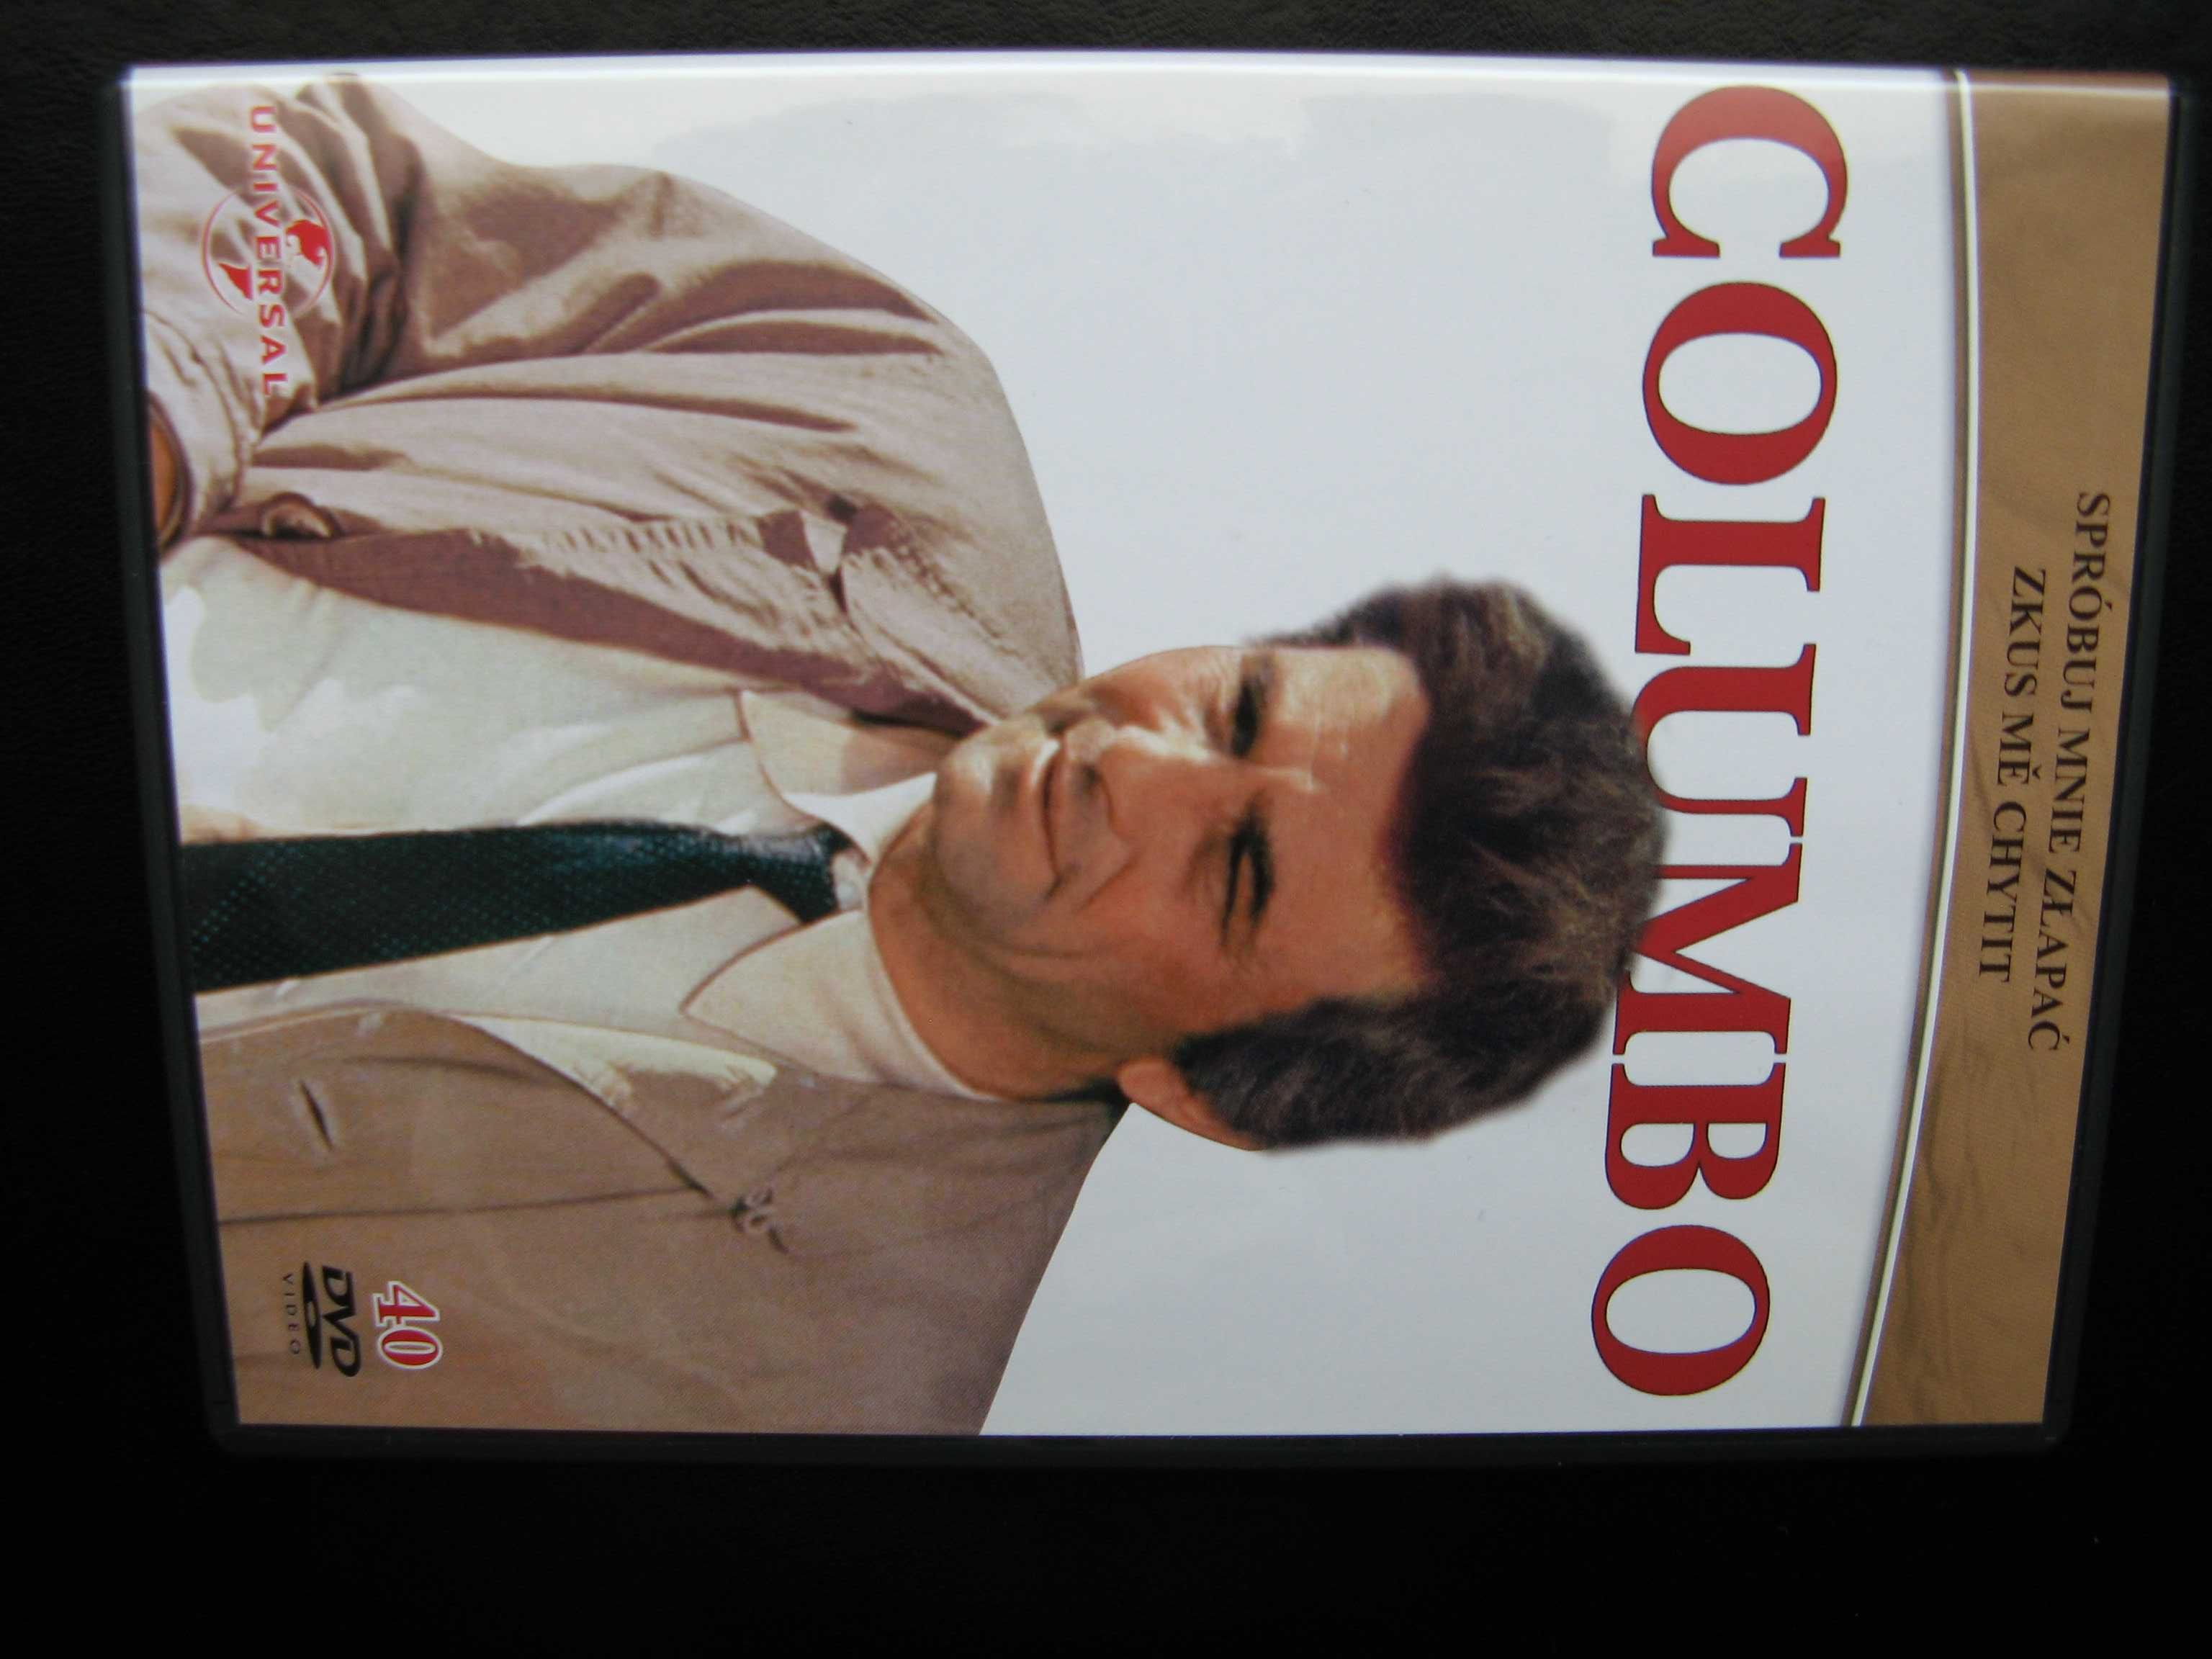 SPRÓBUJ MNIE ZŁAPAĆ
ZKUS MĚ CHYTIT
COLUMBO
UNIVERSAL
40
DVD
VIDEO